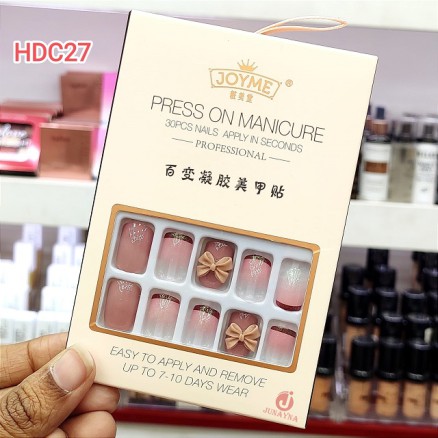 HDC27
JOYME®
PRESS ON MANICURE
30PCS NAILS APPLY IN SECONDS
PROFESSIONAL
百变凝胶美甲贴
EASY TO APPLY AND REMOVE
UP TO 7-10 DAYS WEAR
J
JUNAYNA